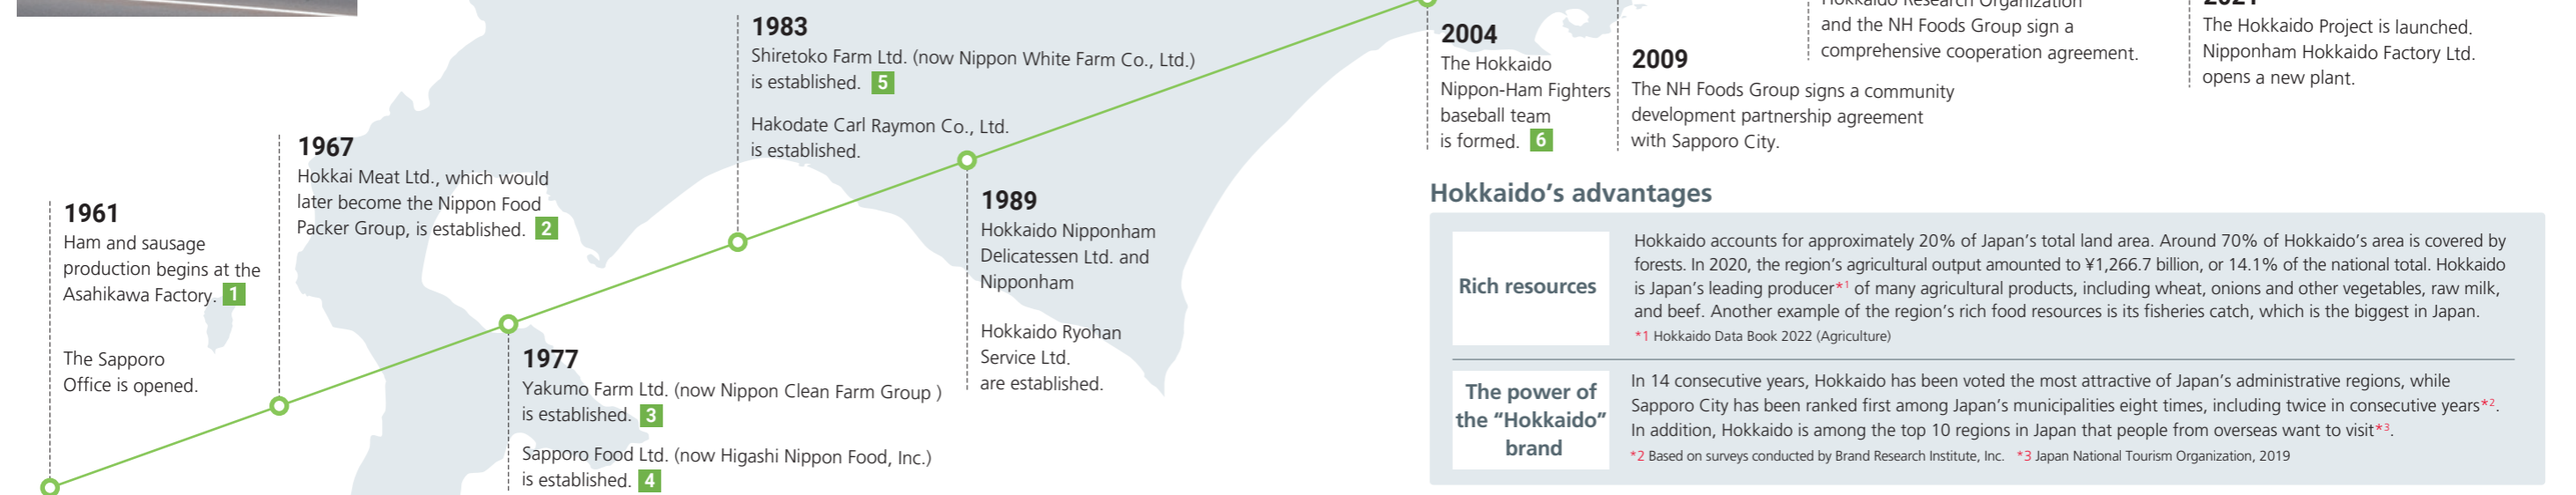 1961
Ham and sausage
production begins at the
Asahikawa Factory. 1
The Sapporo
Office is opened.
1967
Hokkai Meat Ltd., which would
later become the Nippon Food
Packer Group, is established. 2
1977
Yakumo Farm Ltd. (now Nippon Clean Farm Group )
is established. 3
Sapporo Food Ltd. (now Higashi Nippon Food, Inc.)
is established. 4
1983
Shiretoko Farm Ltd. (now Nippon White Farm Co., Ltd.)
is established. 5
Hakodate Carl Raymon Co., Ltd.
is established.
1989
Hokkaido Nipponham
Delicatessen Ltd. and
Nipponham
Hokkaido Ryohan
Service Ltd.
are established.
2004
The Hokkaido
Nippon-Ham Fighters
baseball team
is formed. 6
2009
The NH Foods Group signs a community
development partnership agreement
with Sapporo City.
Hokkaido Research Organization
and the NH Foods Group sign a
comprehensive cooperation agreement.
2021
The Hokkaido Project is launched.
Nipponham Hokkaido Factory Ltd.
opens a new plant.
Hokkaido's advantages
Rich resources
Hokkaido accounts for approximately 20% of Japan's total land area. Around 70% of Hokkaido's area is covered by
forests. In 2020, the region's agricultural output amounted to ¥1,266.7 billion, or 14.1% of the national total. Hokkaido
is Japan's leading producer*1 of many agricultural products, including wheat, onions and other vegetables, raw milk,
and beef. Another example of the region's rich food resources is its fisheries catch, which is the biggest in Japan.
*1 Hokkaido Data Book 2022 (Agriculture)
The power of
the "Hokkaido"
brand
In 14 consecutive years, Hokkaido has been voted the most attractive of Japan's administrative regions, while
Sapporo City has been ranked first among Japan's municipalities eight times, including twice in consecutive years*2.
In addition, Hokkaido is among the top 10 regions in Japan that people from overseas want to visit*3.
*2 Based on surveys conducted by Brand Research Institute, Inc. *3 Japan National Tourism Organization, 2019